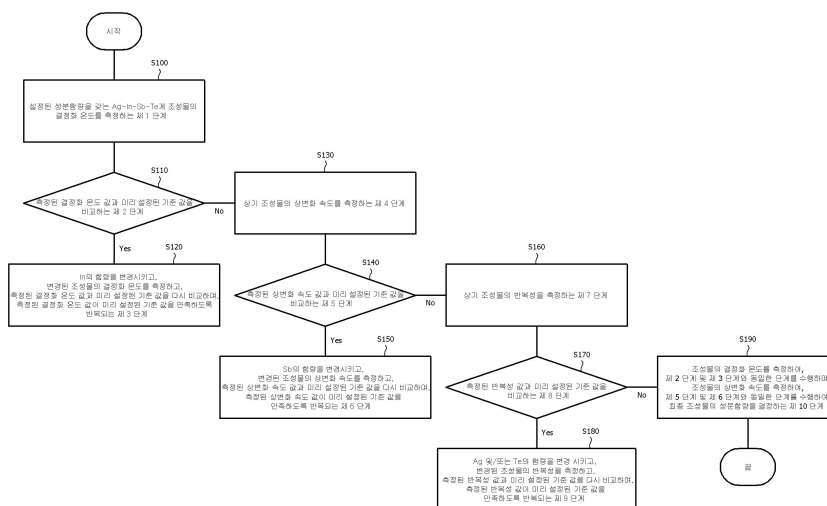 시작
S100
설정된 성분함량을 갖는 Ag-In-Sb-Te계 조성물의
결정화 온도를 측정하는 제 1 단계
S110
측정된 결정화 온도 값과 미리 설정된 기준 값을
비교하는 제 2 단계
No
Yes
S120
In의 함량을 변경시키고,
변경된 조성물의 결정화 온도를 측정하고,
측정된 결정화 온도 값과 미리 설정된 기준 값을 다시 비교하며,
측정된 결정화 온도 값이 미리 설정된 기준 값을 만족하도록
반복되는 제 3 단계
S130
상기 조성물의 상변화 속도를 측정하는 제 4 단계
S140
측정된 상변화 속도 값과 미리 설정된 기준 값을
비교하는 제 5 단계
No
Yes
S150
Sb의 함량을 변경시키고,
변경된 조성물의 상변화 속도를 측정하고,
측정된 상변화 속도 값과 미리 설정된 기준 값을 다시 비교하며,
측정된 상변화 속도 값이 미리 설정된 기준 값을
만족하도록 반복되는 제 6 단계
S160
상기 조성물의 반복성을 측정하는 제 7 단계
S170
측정된 반복성 값과 미리 설정된 기준 값을
비교하는 제 8 단계
No
Yes
S180
Ag 및/또는 Te의 함량을 변경 시키고,
변경된 조성물의 반복성을 측정하고,
측정된 반복성 값과 미리 설정된 기준 값을 다시 비교하며,
측정된 반복성 값이 미리 설정된 기준 값을
만족하도록 반복되는 제 9 단계
S190
조성물의 결정화 온도를 측정하여,
제 2 단계 및 제 3 단계와 동일한 단계를 수행하며
조성물의 상변화 속도를 측정하여,
제 5 단계 및 제 6 단계와 동일한 단계를 수행하여
최종 조성물의 성분함량을 결정하는 제 10 단계
끝